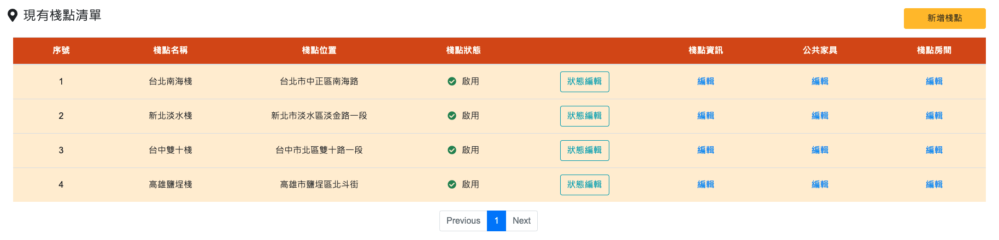 現有棧點清單
新增棧點
序號 棧點名稱 棧點位置 棧點狀態 棧點資訊 公共家具 棧點房間
1 台北南海棧 台北市中正區南海路 啟用 狀態編輯 編輯 編輯 編輯
2 新北淡水棧 新北市淡水區淡金路一段 啟用 狀態編輯 編輯 編輯 編輯
3 台中雙十棧 台中市北區雙十路一段 啟用 狀態編輯 編輯 編輯 編輯
4 高雄鹽埕棧 高雄市鹽埕區北斗街 啟用 狀態編輯 編輯 編輯 編輯
Previous 1 Next